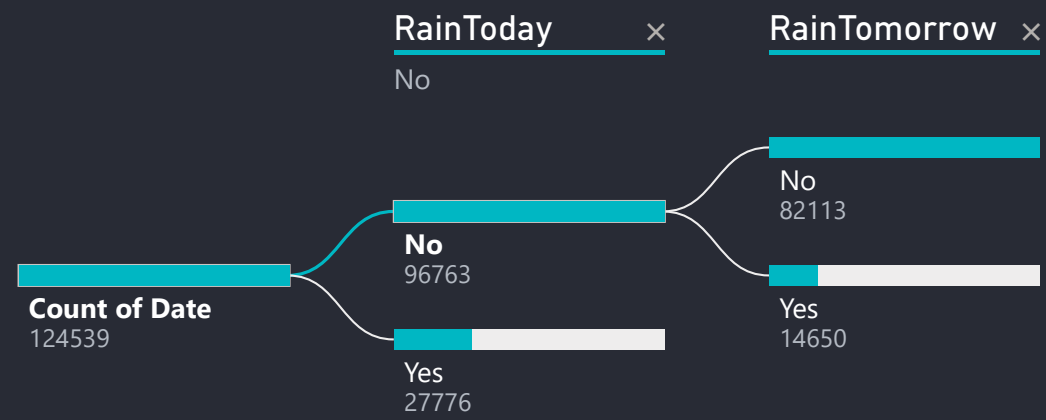 RainToday ×
No
RainTomorrow ×
Count of Date
124539
No
96763
Yes
27776
No
82113
Yes
14650